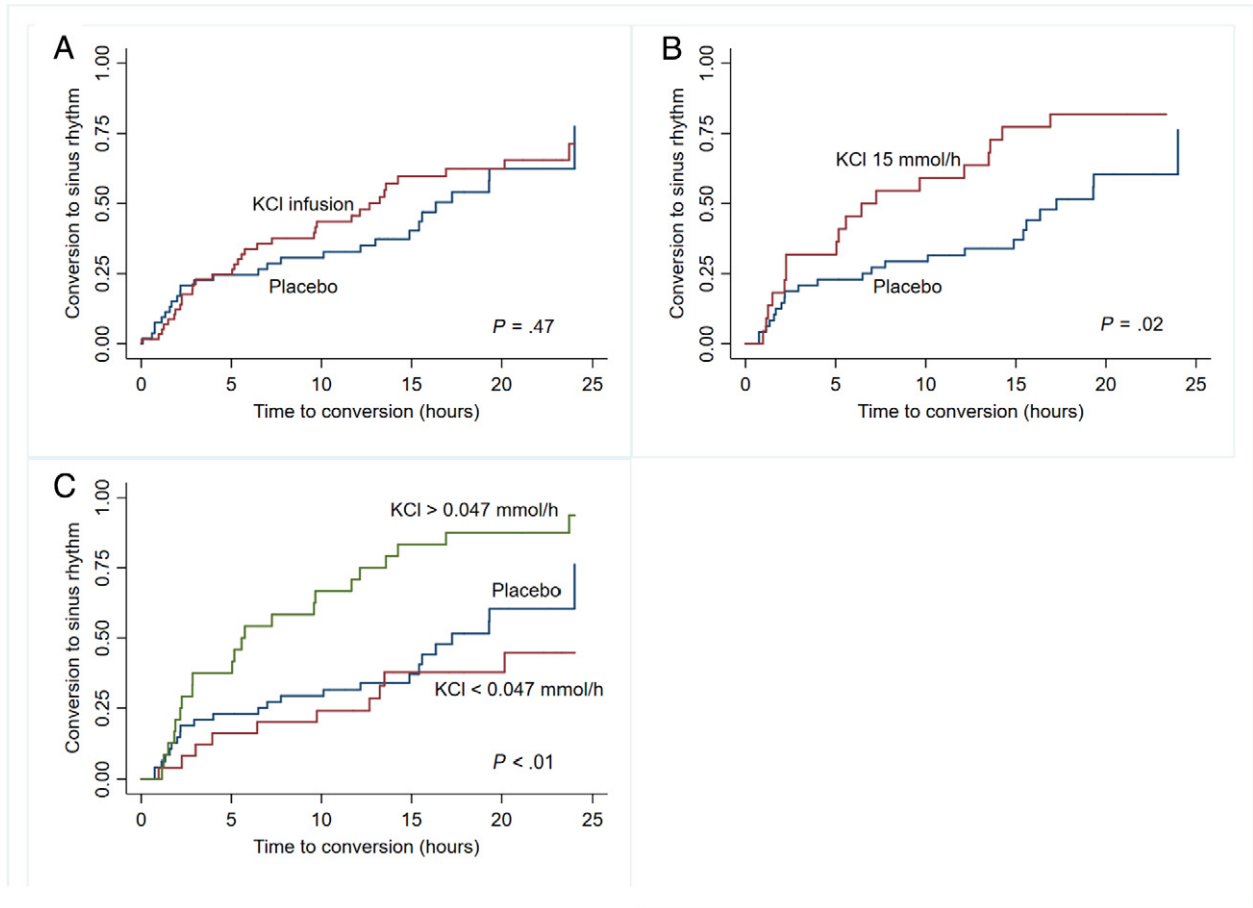 A
Conversion to sinus rhythm
1.00
0.75
0.50
0.25
0.00
KCl infusion
Placebo
P = .47
0 5 10 15 20 25
Time to conversion (hours)
B
Conversion to sinus rhythm
1.00
0.75
0.50
0.25
0.00
KCl 15 mmol/h
Placebo
P = .02
0 5 10 15 20 25
Time to conversion (hours)
C
Conversion to sinus rhythm
1.00
0.75
0.50
0.25
0.00
KCl > 0.047 mmol/h
Placebo
KCl < 0.047 mmol/h
P < .01
0 5 10 15 20 25
Time to conversion (hours)